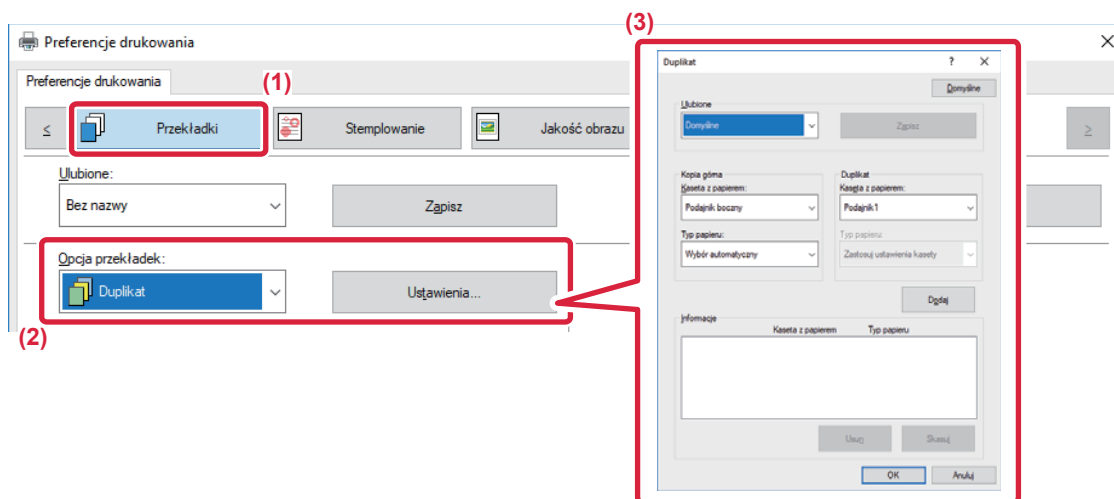 (3)
Preferencje drukowania
Preferencje drukowania
(1)
≤
Przekładki
Stemplowanie
Jakość obrazu
≥
Ulubione:
Bez nazwy
Zapisz
Opcja przekładek:
Duplikat
Ustawienia...
(2)
Duplikat
? ×
Domyślne
Ulubione
Domyślne
Zapisz
Kopia górna
Duplikat
Kaseta z papierem:
Kaseta z papierem:
Podajnik boczny
Podajnik1
Typ papieru:
Typ papieru:
Wybór automatyczny
Zastosuj ustawienia kasety
Dodaj
Informacje
Kaseta z papierem
Typ papieru
Usuń
Skasuj
OK
Anuluj